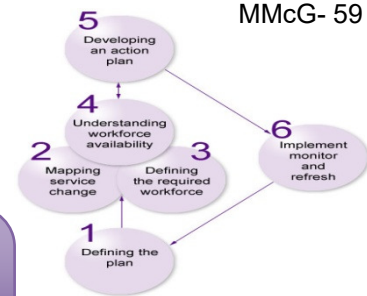 MMcG- 59
5
Developing
an action
plan
4
Understanding
workforce
availability
2
Mapping
service
change
3
Defining
the required
workforce
6
Implement
monitor
and
refresh
1
Defining the
plan